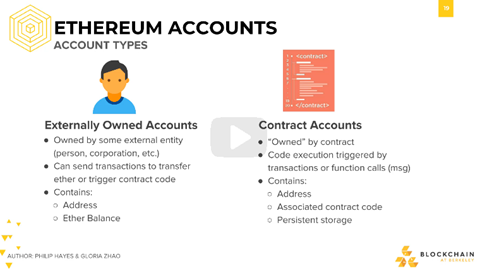 ETHEREUM ACCOUNTS
ACCOUNT TYPES
<contract>
</contract>
Externally Owned Accounts
● Owned by some external entity
(person, corporation, etc.)
● Can send transactions to transfer
ether or trigger contract code
● Contains:
○ Address
○ Ether Balance
Contract Accounts
● “Owned” by contract
● Code execution triggered by
transactions or function calls (msg)
● Contains:
○ Address
○ Associated contract code
○ Persistent storage
AUTHOR: PHILIP HAYES & GLORIA ZHAO
BLOCKCHAIN
AT BERKELEY